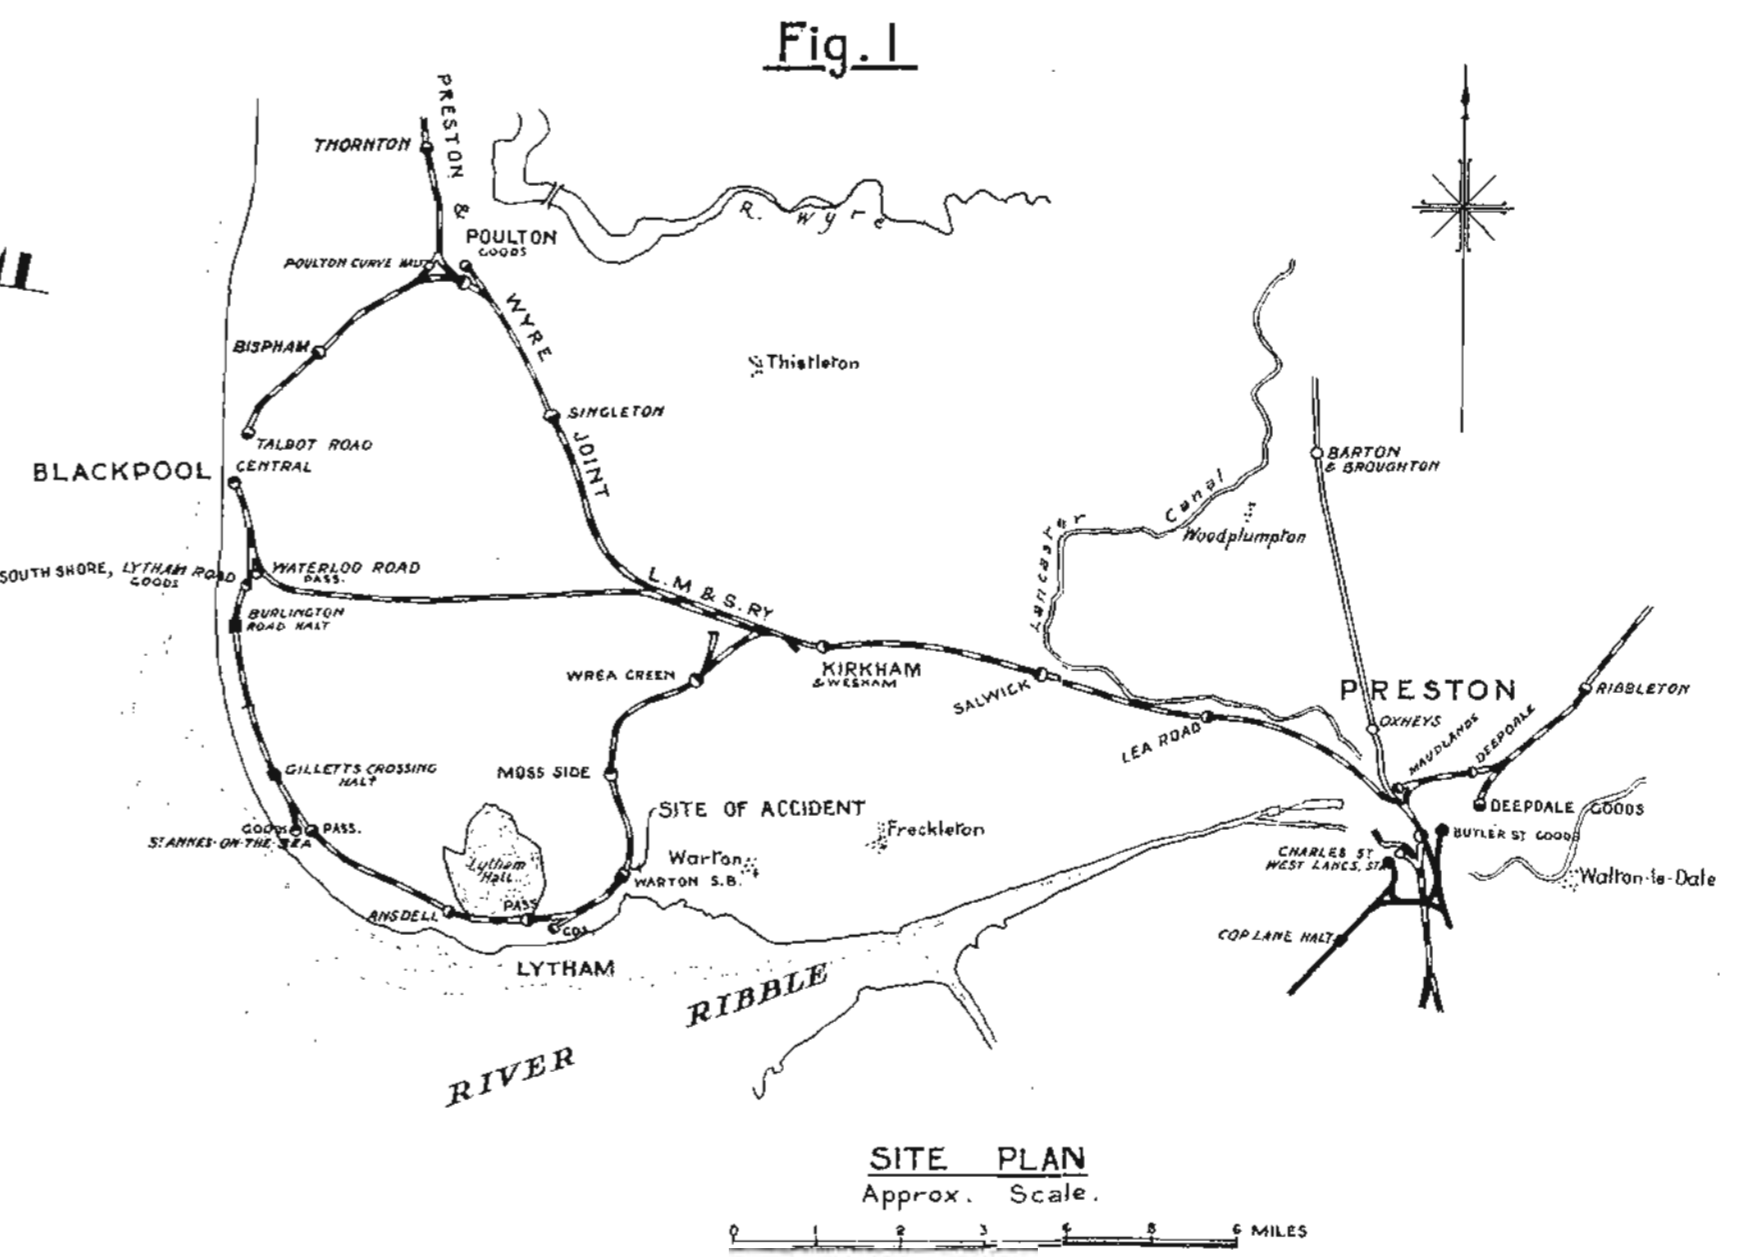 Fig. 1
PRESTON & WYRE JOINT
THORNTON
R. Wyre
POULTON
GOODS
POULTON CURVE HALT
BISPHAM
Thistleton
SINGLETON
TALBOT ROAD
BLACKPOOL
CENTRAL
BARTON
& BROUGHTON
Lancaster Canal
Woodplumpton
SOUTH SHORE, LYTHAM ROAD
GOODS
WATERLOO ROAD
PASS.
L.M & S.RY
BURLINGTON
ROAD HALT
WREA GREEN
KIRKHAM
& WESHAM
SALWICK
LEA ROAD
PRESTON
OXHEYS
MAUDLANDS
DEEPDALE
RIBBLETON
GILLETTS CROSSING
HALT
MOSS SIDE
SITE OF ACCIDENT
DEEPDALE GOODS
GOODS
PASS.
ST ANNES-ON-THE-SEA
Freckleton
BUTLER ST GOODS
Lytham
Hall.
Warton
WARTON S.B.
CHARLES ST
WEST LANCS. STA
Walton-le-Dale
PASS
ANSDELL
GDS.
COP LANE HALT
LYTHAM
RIVER RIBBLE
SITE PLAN
Approx. Scale.
0 1 2 3 4 5 6 MILES